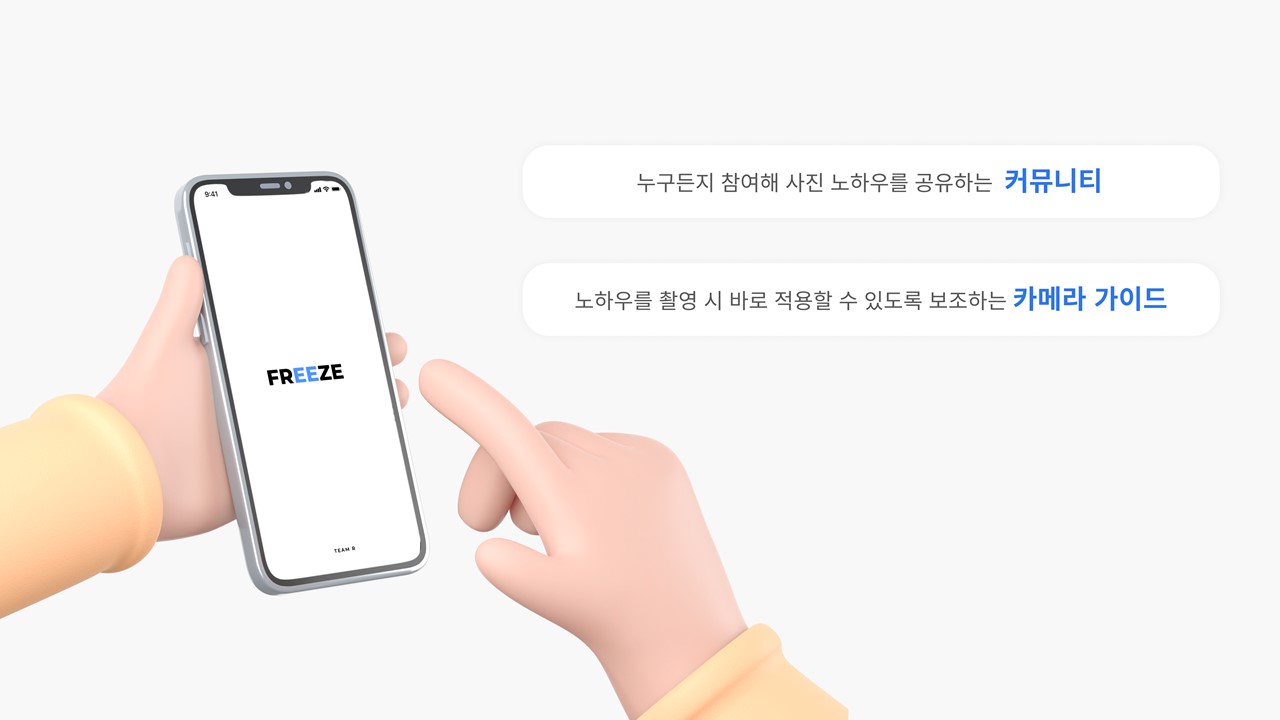 9:41
FREEZE
TEAM B
누구든지 참여해 사진 노하우를 공유하는 커뮤니티
노하우를 촬영 시 바로 적용할 수 있도록 보조하는 카메라 가이드